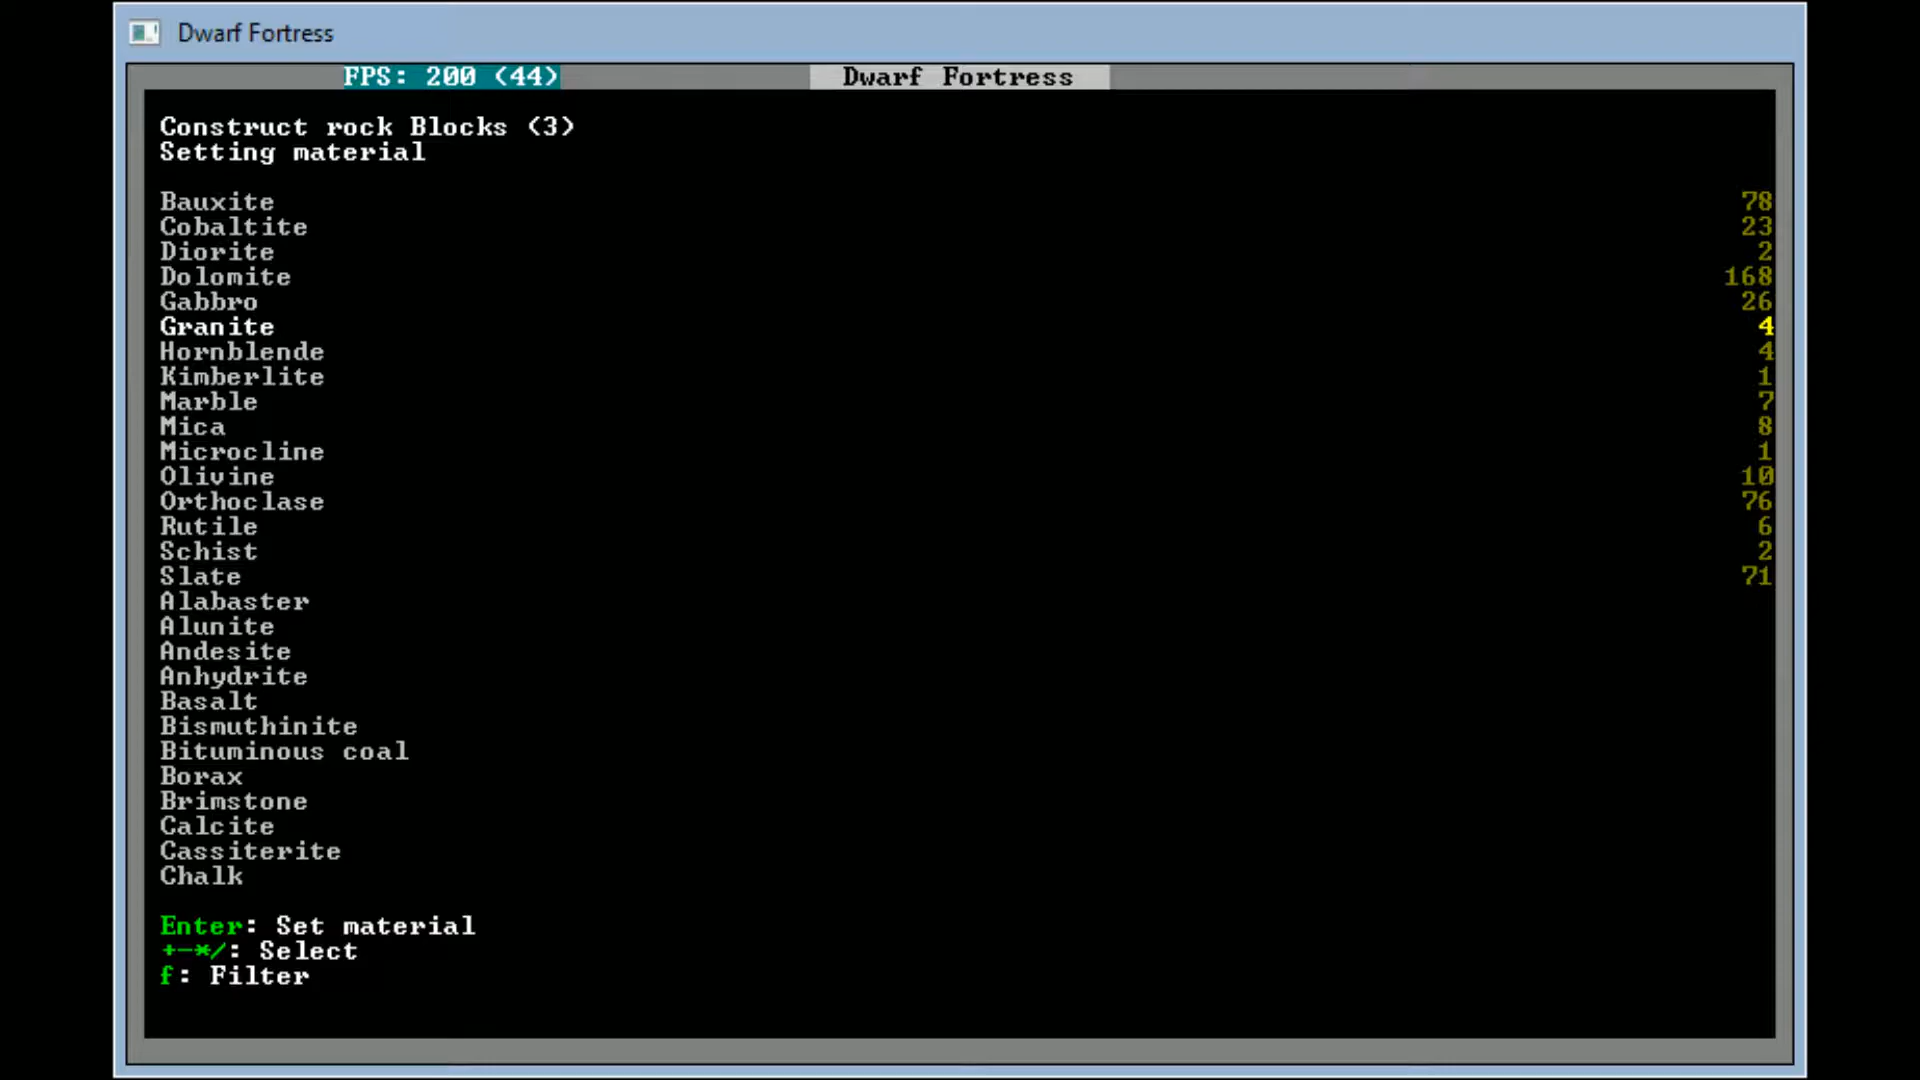 Dwarf Fortress
FPS: 200 (44)
Dwarf Fortress
Construct rock Blocks (3)
Setting material
Bauxite 78
Cobaltite 23
Diorite 2
Dolomite 168
Gabbro 26
Granite 4
Hornblende 4
Kimberlite 1
Marble 7
Mica 8
Microcline 1
Olivine 10
Orthoclase 76
Rutile 6
Schist 2
Slate 71
Alabaster
Alunite
Andesite
Anhydrite
Basalt
Bismuthinite
Bituminous coal
Borax
Brimstone
Calcite
Cassiterite
Chalk
Enter: Set material
+-*/: Select
f: Filter